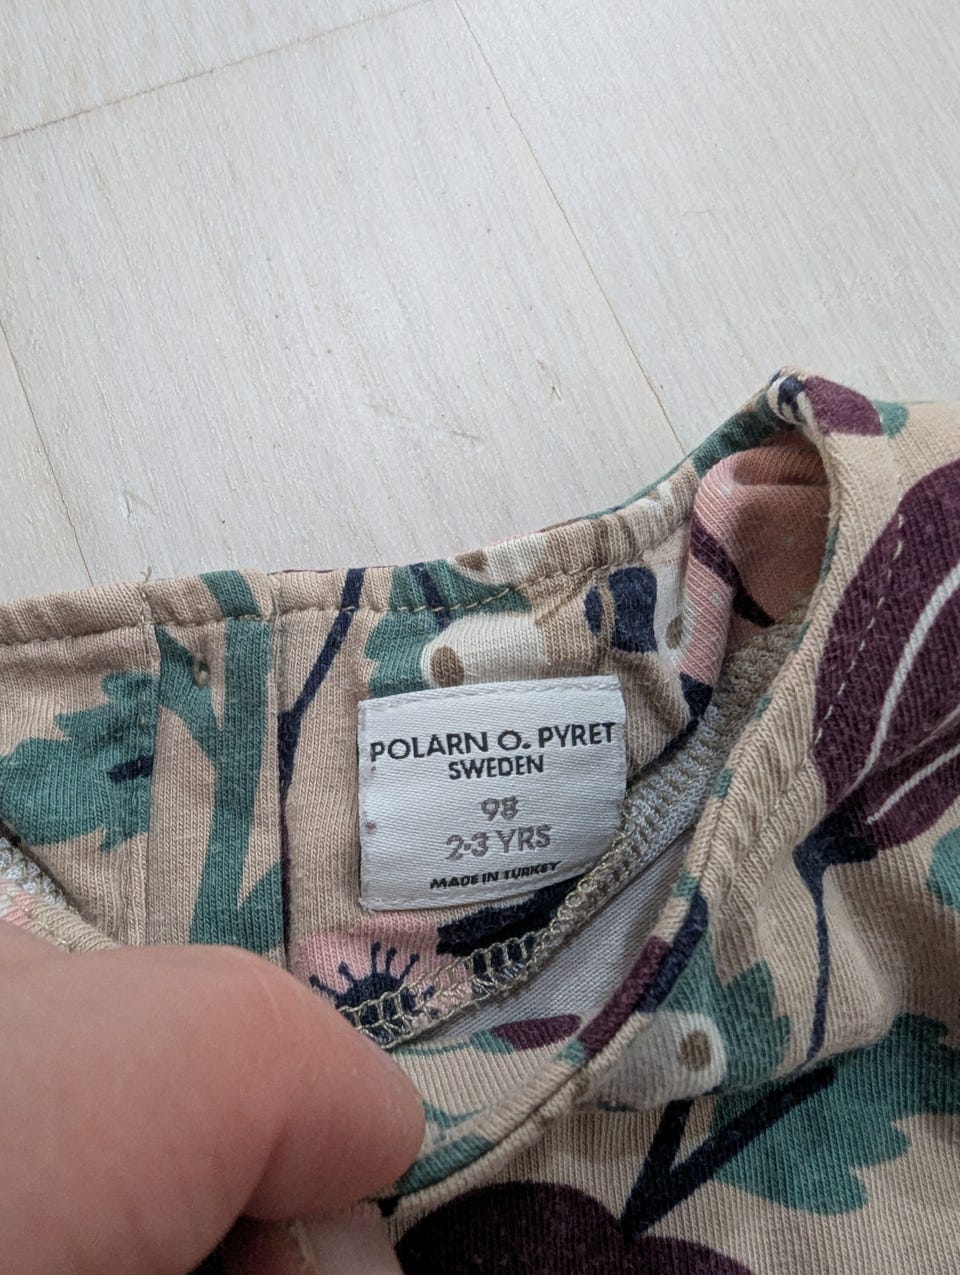 POLARN O. PYRET
SWEDEN
98
2-3 YRS
MADE IN TURKEY